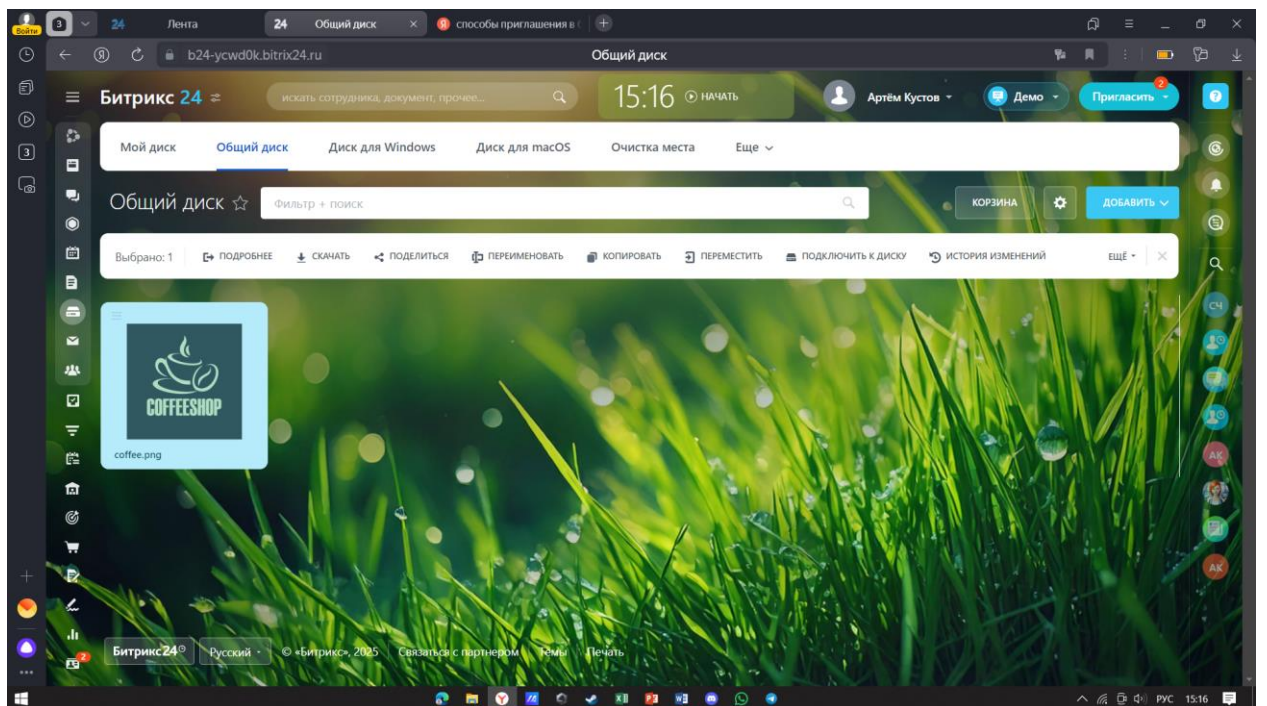 Войти
3
24 Лента
24 Общий диск
способы приглашения в
b24-ycwd0k.bitrix24.ru
Общий диск
Битрикс 24
искать сотрудника, документ, прочее...
15:16 НАЧАТЬ
Артём Кустов
Демо
Пригласить
2
?
3
Мой диск Общий диск Диск для Windows Диск для macOS Очистка места Еще
Общий диск
Фильтр + поиск
КОРЗИНА
ДОБАВИТЬ
Выбрано: 1 ПОДРОБНЕЕ СКАЧАТЬ ПОДЕЛИТЬСЯ ПЕРЕИМЕНОВАТЬ КОПИРОВАТЬ ПЕРЕМЕСТИТЬ ПОДКЛЮЧИТЬ К ДИСКУ ИСТОРИЯ ИЗМЕНЕНИЙ ЕЩЁ
COFFEESHOP
coffee.png
СЧ
АК
АК
2
Битрикс24 Русский © «Битрикс», 2025 Связаться с партнером Темы Печать
РУС 15:16